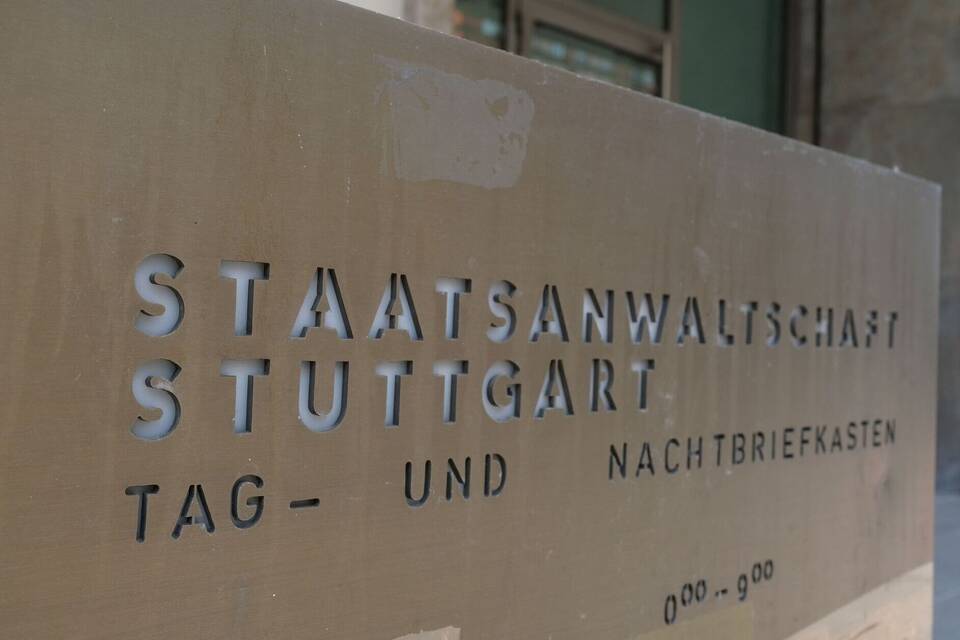 STAATSANWALTSCHAFT
STUTTGART
TAG- UND NACHTBRIEFKASTEN
0⁰⁰-9⁰⁰